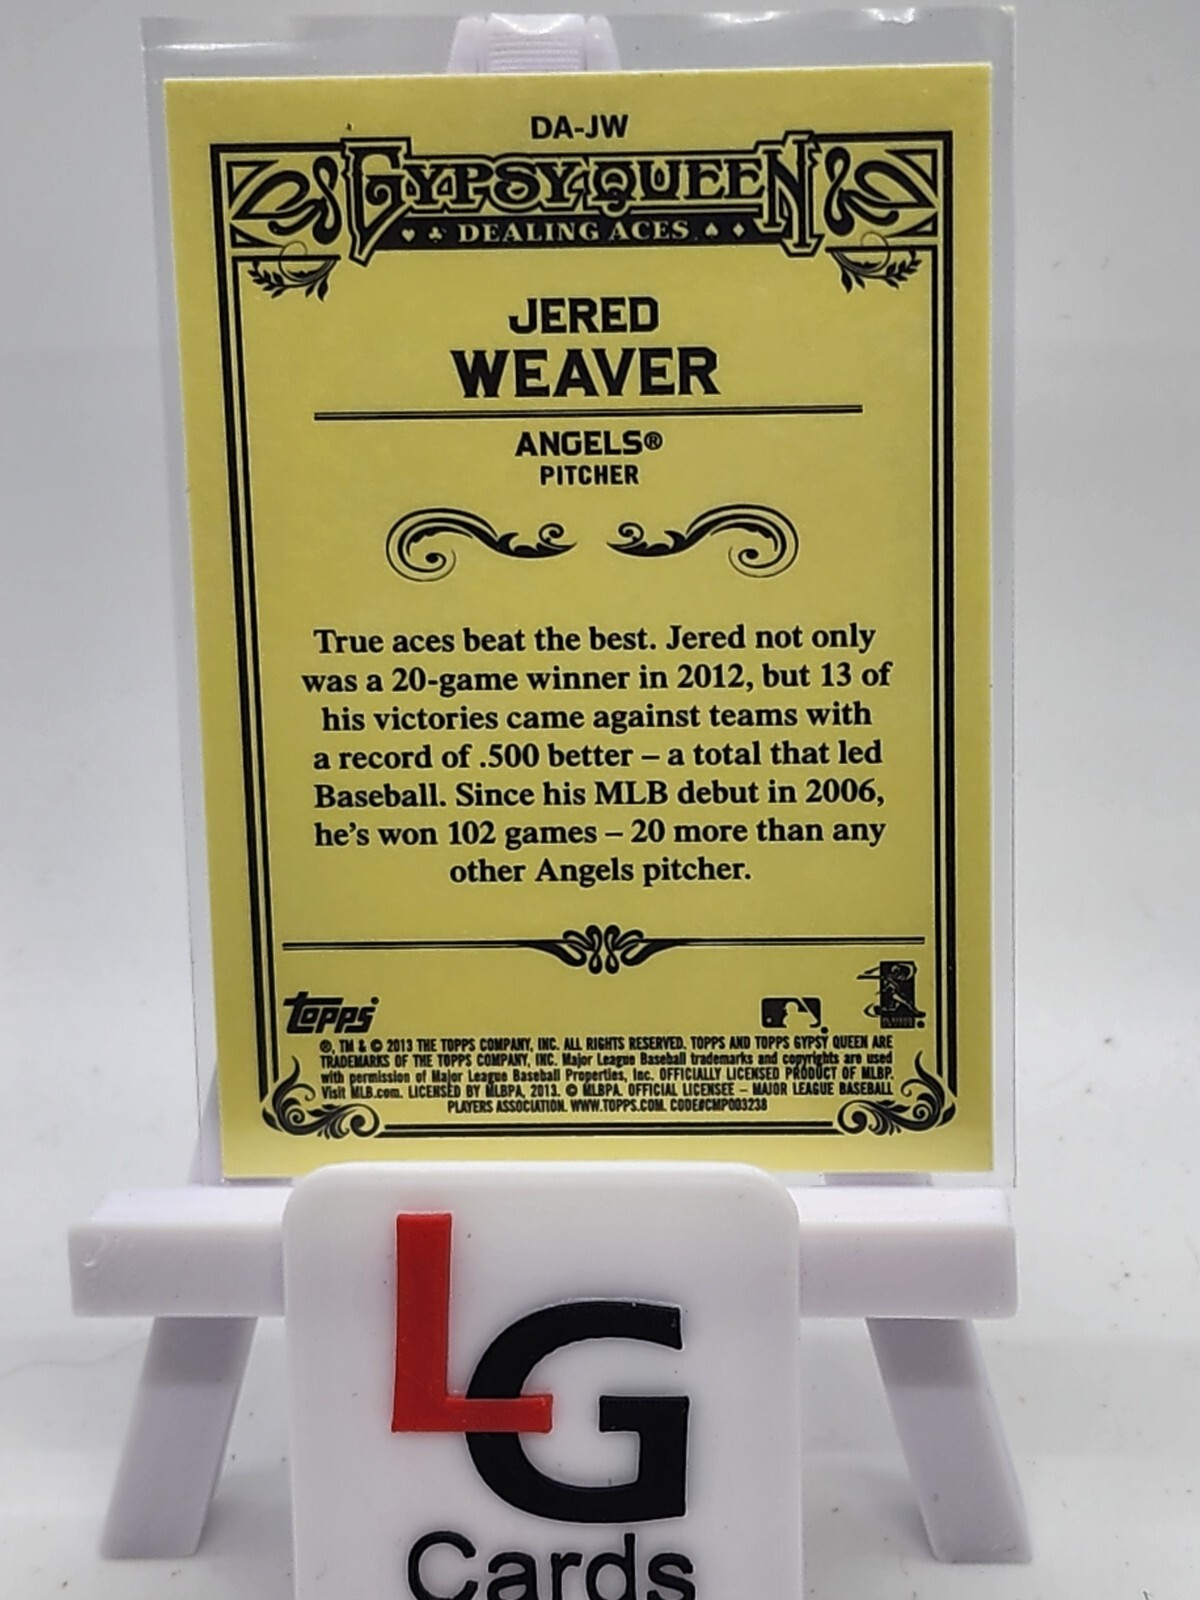 DA-JW
GYPSY QUEEN
DEALING ACES
JERED
WEAVER
ANGELS®
PITCHER
True aces beat the best. Jered not only
was a 20-game winner in 2012, but 13 of
his victories came against teams with
a record of .500 better – a total that led
Baseball. Since his MLB debut in 2006,
he's won 102 games – 20 more than any
other Angels pitcher.
topps
®, TM & © 2013 THE TOPPS COMPANY, INC. ALL RIGHTS RESERVED. TOPPS AND TOPPS GYPSY QUEEN ARE
TRADEMARKS OF THE TOPPS COMPANY, INC. Major League Baseball trademarks and copyrights are used
with permission of Major League Baseball Properties, Inc. OFFICIALLY LICENSED PRODUCT OF MLBP.
Visit MLB.com. LICENSED BY MLBPA, 2013. © MLBPA. OFFICIAL LICENSEE – MAJOR LEAGUE BASEBALL
PLAYERS ASSOCIATION. WWW.TOPPS.COM. CODE#CMP003238
LG
Cards